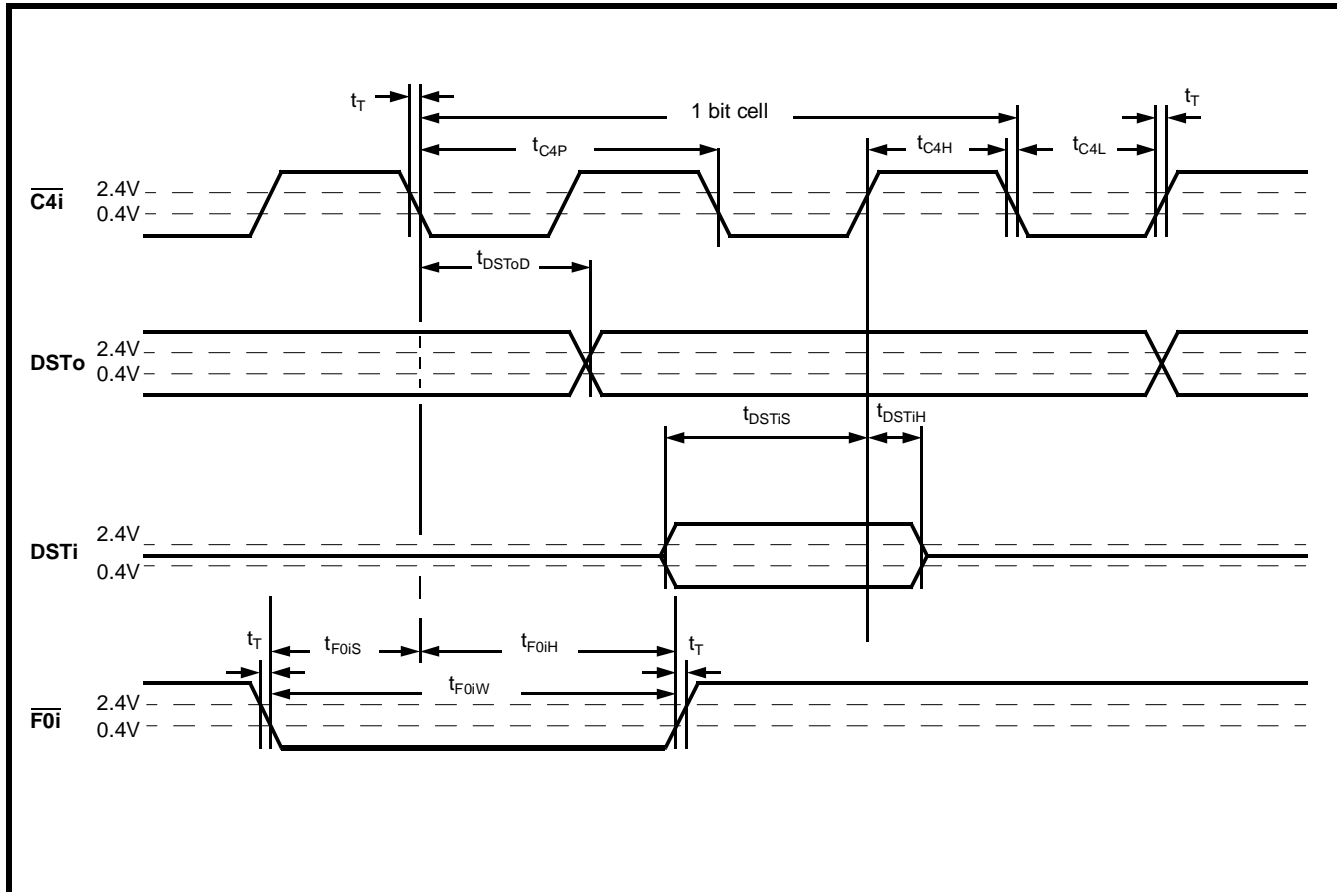 tT
1 bit cell
tT
tC4P
tC4H
tC4L
C4i
2.4V
0.4V
tDSToD
DSTo
2.4V
0.4V
tDSTiS
tDSTiH
DSTi
2.4V
0.4V
tT
tF0iS
tF0iH
tT
tF0iW
F0i
2.4V
0.4V